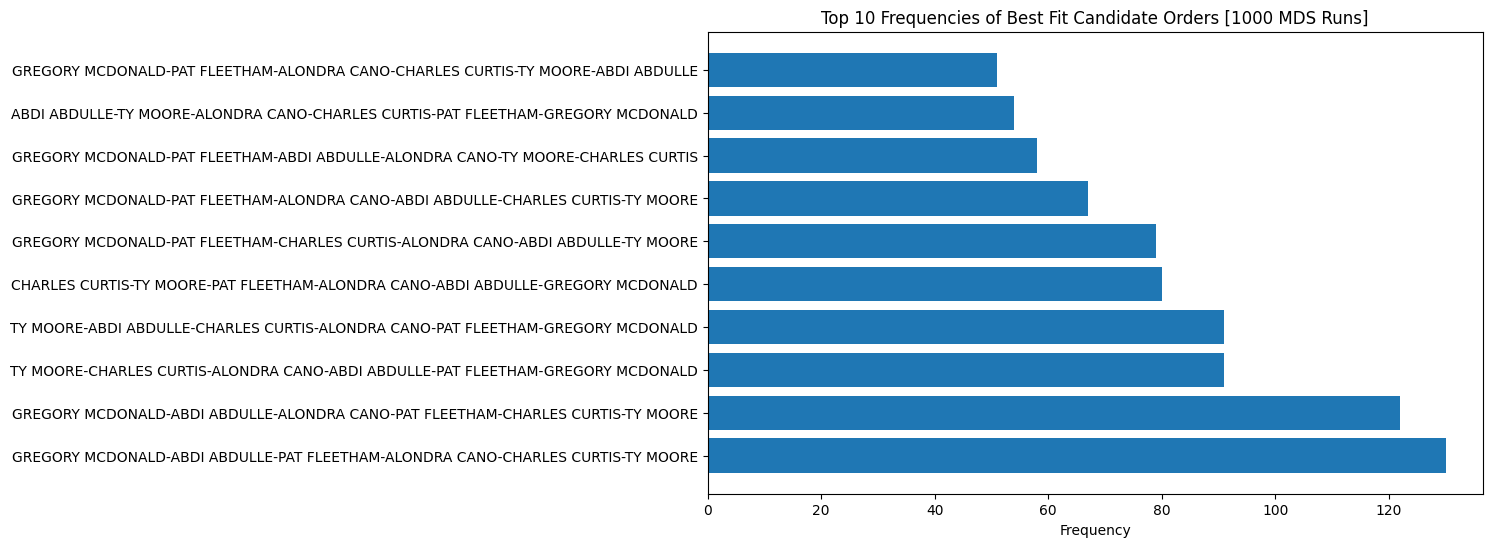 Top 10 Frequencies of Best Fit Candidate Orders [1000 MDS Runs]
GREGORY MCDONALD-PAT FLEETHAM-ALONDRA CANO-CHARLES CURTIS-TY MOORE-ABDI ABDULLE
ABDI ABDULLE-TY MOORE-ALONDRA CANO-CHARLES CURTIS-PAT FLEETHAM-GREGORY MCDONALD
GREGORY MCDONALD-PAT FLEETHAM-ABDI ABDULLE-ALONDRA CANO-TY MOORE-CHARLES CURTIS
GREGORY MCDONALD-PAT FLEETHAM-ALONDRA CANO-ABDI ABDULLE-CHARLES CURTIS-TY MOORE
GREGORY MCDONALD-PAT FLEETHAM-CHARLES CURTIS-ALONDRA CANO-ABDI ABDULLE-TY MOORE
CHARLES CURTIS-TY MOORE-PAT FLEETHAM-ALONDRA CANO-ABDI ABDULLE-GREGORY MCDONALD
TY MOORE-ABDI ABDULLE-CHARLES CURTIS-ALONDRA CANO-PAT FLEETHAM-GREGORY MCDONALD
TY MOORE-CHARLES CURTIS-ALONDRA CANO-ABDI ABDULLE-PAT FLEETHAM-GREGORY MCDONALD
GREGORY MCDONALD-ABDI ABDULLE-ALONDRA CANO-PAT FLEETHAM-CHARLES CURTIS-TY MOORE
GREGORY MCDONALD-ABDI ABDULLE-PAT FLEETHAM-ALONDRA CANO-CHARLES CURTIS-TY MOORE
0 20 40 60 80 100 120
Frequency